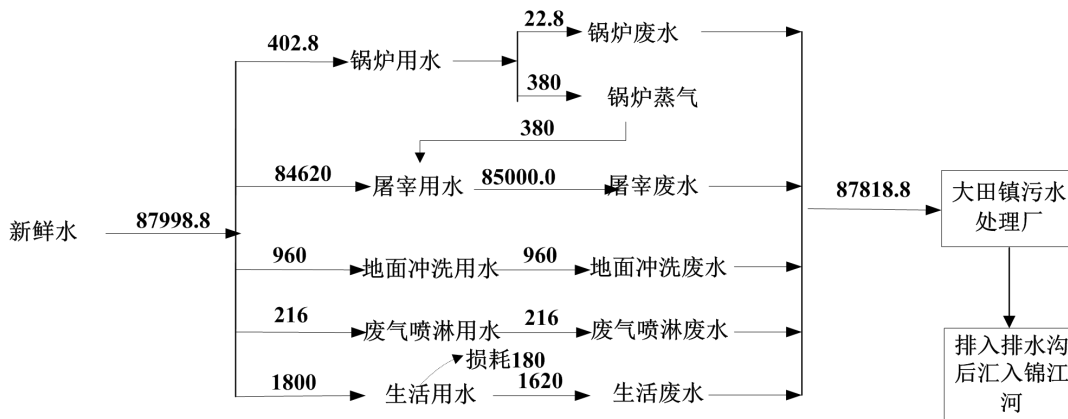 22.8
锅炉废水
402.8
锅炉用水
380
锅炉蒸气
380
84620
屠宰用水
85000.0
屠宰废水
87818.8
大田镇污水
处理厂
新鲜水
87998.8
960
地面冲洗用水
960
地面冲洗废水
216
废气喷淋用水
216
废气喷淋废水
损耗180
1800
生活用水
1620
生活废水
排入排水沟
后汇入锦江
河